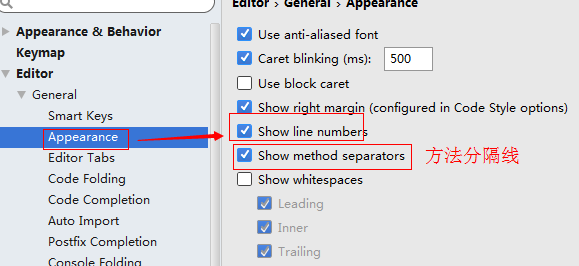 Appearance & Behavior
Keymap
Editor
General
Smart Keys
Appearance
Editor Tabs
Code Folding
Code Completion
Auto Import
Postfix Completion
Console Folding
Editor › General › Appearance
Use anti-aliased font
Caret blinking (ms): 500
Use block caret
Show right margin (configured in Code Style options)
Show line numbers
Show method separators 方法分隔线
Show whitespaces
Leading
Inner
Trailing